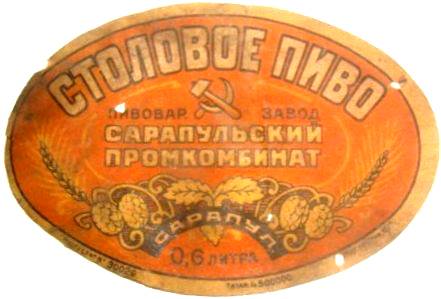 СТОЛОВОЕ ПИВО
ПИВОВАР. ЗАВОД
САРАПУЛЬСКИЙ
ПРОМКОМБИНАТ
САРАПУЛ
0,6 ЛИТРА